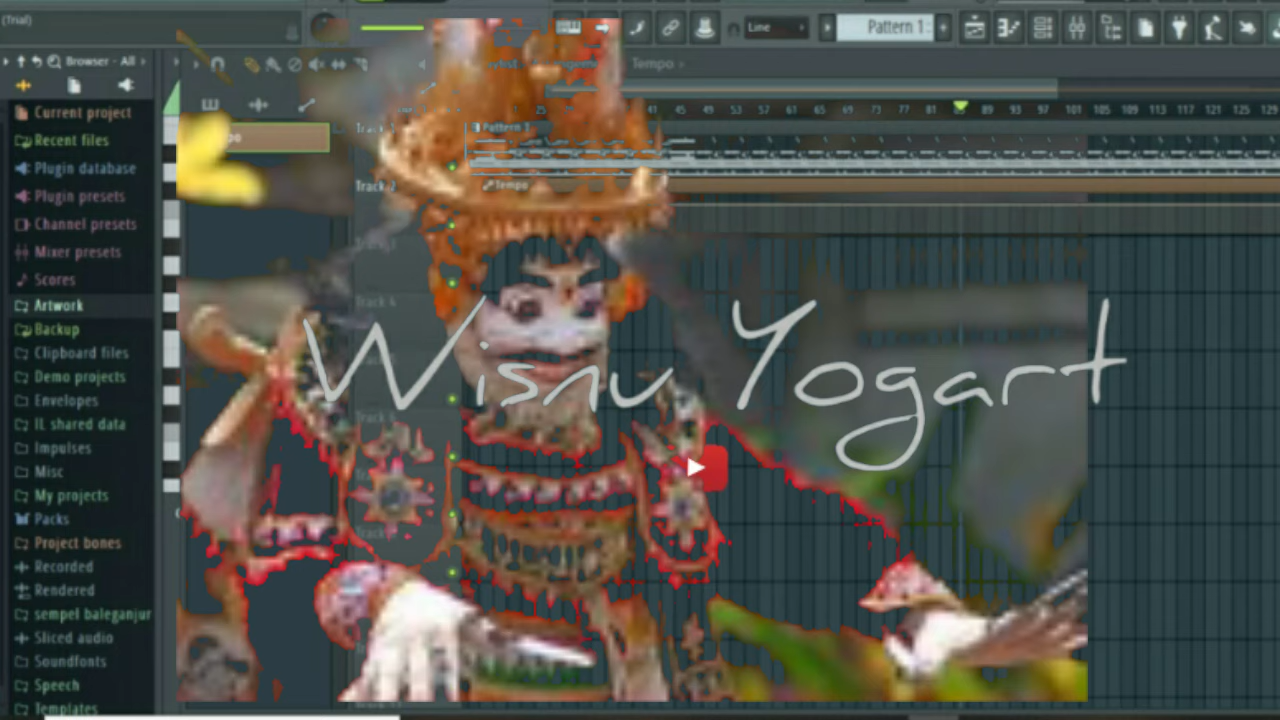 (Trial)
Line
Pattern 1
Browser - All
Tempo
Current project
Recent files
Plugin database
Plugin presets
Channel presets
Mixer presets
Scores
Artwork
Backup
Clipboard files
Demo projects
Envelopes
IL shared data
Impulses
Misc
My projects
Packs
Project bones
Recorded
Rendered
sempel baleganjur
Sliced audio
Soundfonts
Speech
Templates
41 45 49 53 57 61 65 69 73 77 81 89 93 97 101 105 109 113 117 121 125 129
Pattern 1
Track 2
Tempo
Track 4
Wisnu Yogart